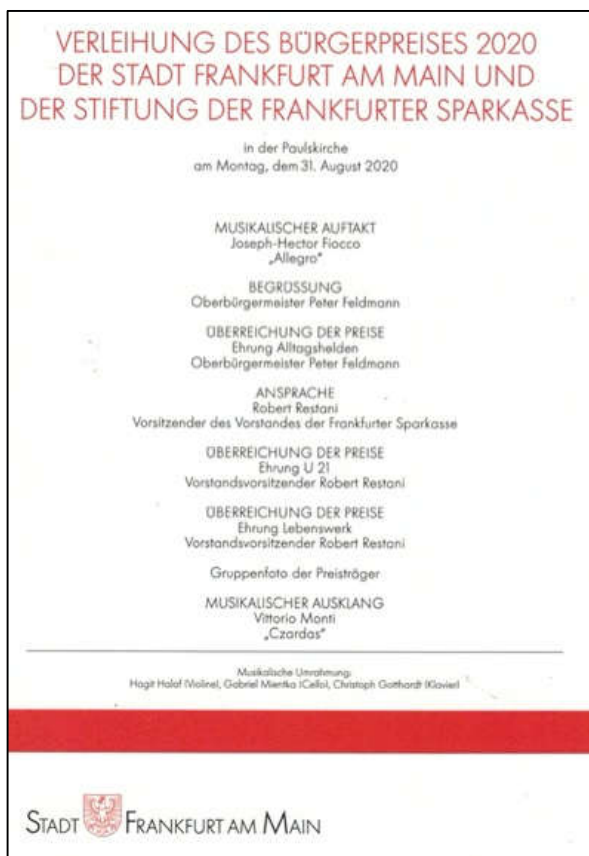 VERLEIHUNG DES BÜRGERPREISES 2020
DER STADT FRANKFURT AM MAIN UND
DER STIFTUNG DER FRANKFURTER SPARKASSE
in der Paulskirche
am Montag, dem 31. August 2020
MUSIKALISCHER AUFTAKT
Joseph-Hector Fiocco
„Allegro“
BEGRÜSSUNG
Oberbürgermeister Peter Feldmann
ÜBERREICHUNG DER PREISE
Ehrung Alltagshelden
Oberbürgermeister Peter Feldmann
ANSPRACHE
Robert Restani
Vorsitzender des Vorstandes der Frankfurter Sparkasse
ÜBERREICHUNG DER PREISE
Ehrung U 21
Vorstandsvorsitzender Robert Restani
ÜBERREICHUNG DER PREISE
Ehrung Lebenswerk
Vorstandsvorsitzender Robert Restani
Gruppenfoto der Preisträger
MUSIKALISCHER AUSKLANG
Vittorio Monti
„Czardas“
Musikalische Umrahmung:
Hagit Halaf (Violine), Gabriel Mientka (Cello), Christoph Gotthardt (Klavier)
STADT FRANKFURT AM MAIN